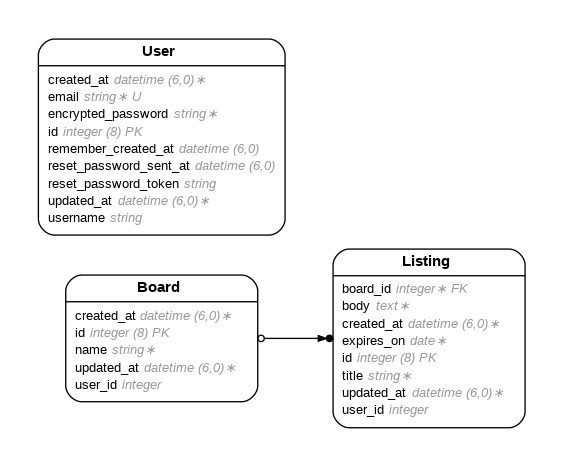 User
created_at datetime (6,0)∗
email string∗ U
encrypted_password string∗
id integer (8) PK
remember_created_at datetime (6,0)
reset_password_sent_at datetime (6,0)
reset_password_token string
updated_at datetime (6,0)∗
username string
Board
created_at datetime (6,0)∗
id integer (8) PK
name string∗
updated_at datetime (6,0)∗
user_id integer
Listing
board_id integer∗ FK
body text∗
created_at datetime (6,0)∗
expires_on date∗
id integer (8) PK
title string∗
updated_at datetime (6,0)∗
user_id integer